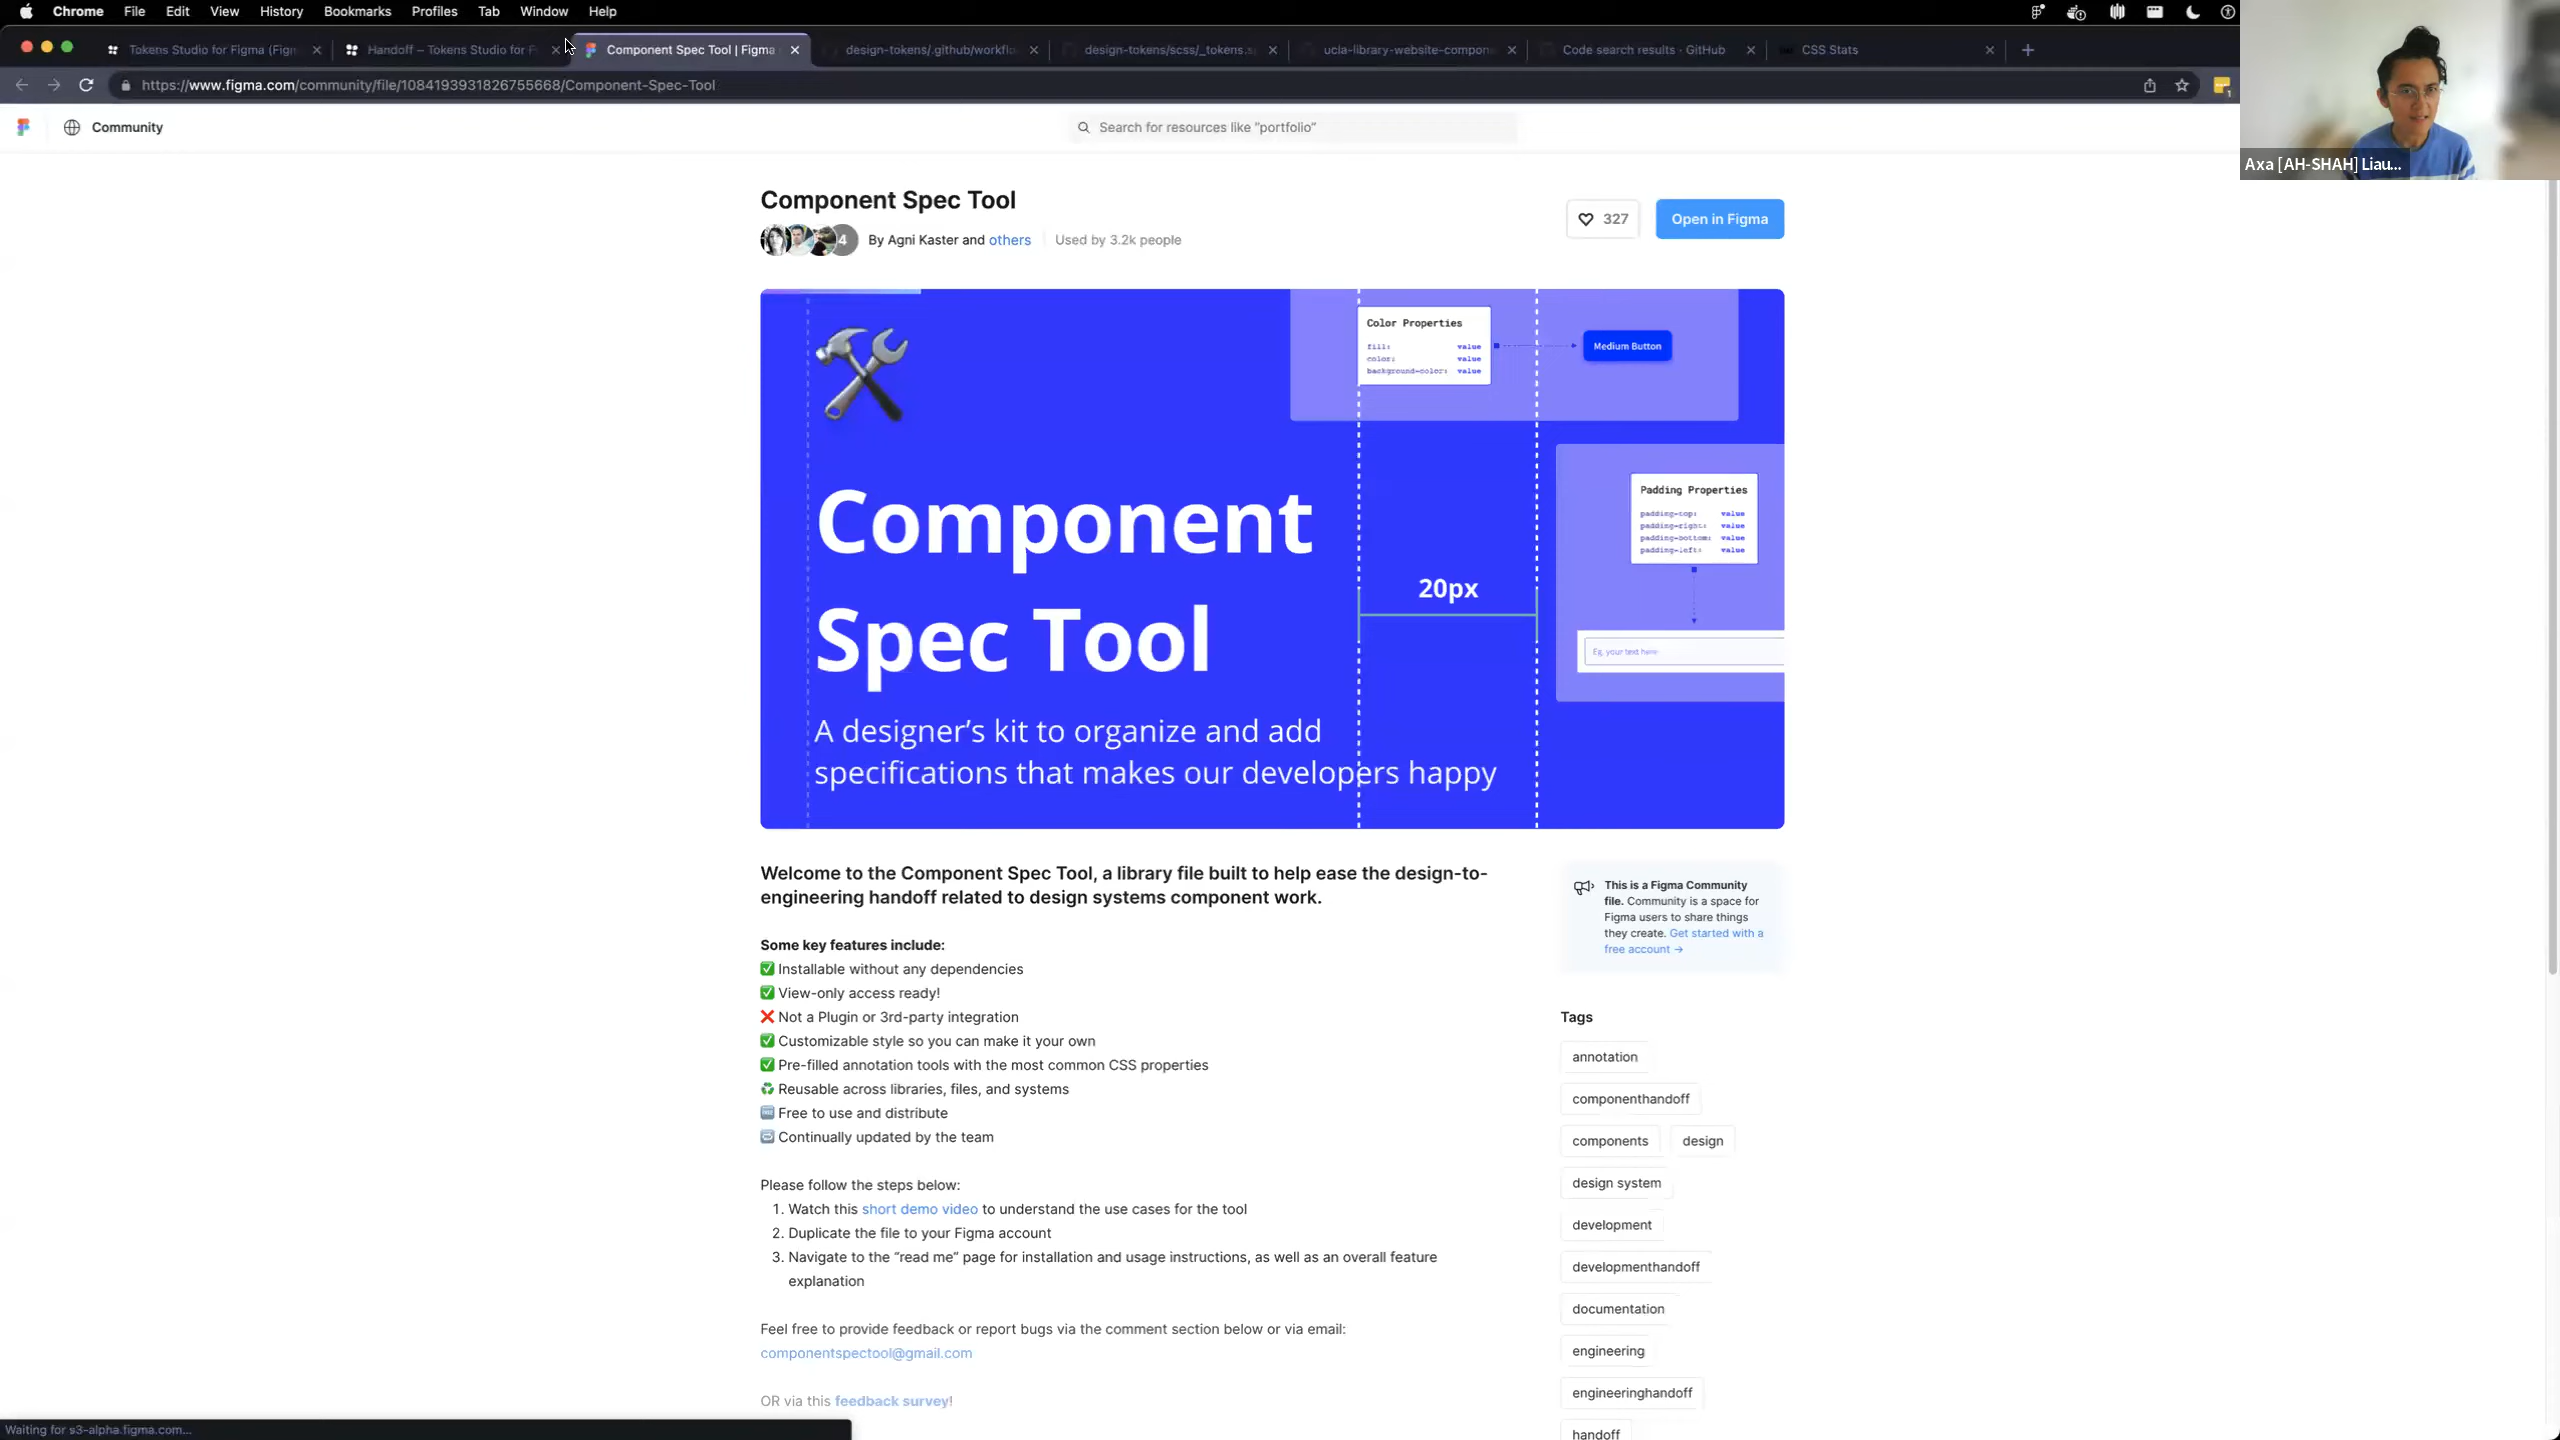 Chrome File Edit View History Bookmarks Profiles Tab Window Help
Tokens Studio for Figma (Figm
Handoff – Tokens Studio for F
Component Spec Tool | Figma
design-tokens/.github/workflo
design-tokens/scss/_tokens.s
ucla-library-website-compon
Code search results · GitHub
CSS Stats
https://www.figma.com/community/file/1084193931826755668/Component-Spec-Tool
1
Axa [AH-SHAH] Liau...
Community
Search for resources like "portfolio"
Component Spec Tool
4
By Agni Kaster and others
Used by 3.2k people
327
Open in Figma
Color Properties
fill: value
color: value
background-color: value
Medium Button
Component
Spec Tool
Padding Properties
padding-top: value
padding-right: value
padding-bottom: value
padding-left: value
20px
Eg. your text here
A designer's kit to organize and add
specifications that makes our developers happy
Welcome to the Component Spec Tool, a library file built to help ease the design-to-
engineering handoff related to design systems component work.
Some key features include:
✅ Installable without any dependencies
✅ View-only access ready!
❌ Not a Plugin or 3rd-party integration
✅ Customizable style so you can make it your own
✅ Pre-filled annotation tools with the most common CSS properties
♻️ Reusable across libraries, files, and systems
🆓 Free to use and distribute
🔁 Continually updated by the team
Please follow the steps below:
1. Watch this short demo video to understand the use cases for the tool
2. Duplicate the file to your Figma account
3. Navigate to the "read me" page for installation and usage instructions, as well as an overall feature
explanation
Feel free to provide feedback or report bugs via the comment section below or via email:
componentspectool@gmail.com
OR via this feedback survey!
This is a Figma Community
file. Community is a space for
Figma users to share things
they create. Get started with a
free account →
Tags
annotation
componenthandoff
components
design
design system
development
developmenthandoff
documentation
engineering
engineeringhandoff
handoff
Waiting for s3-alpha.figma.com...